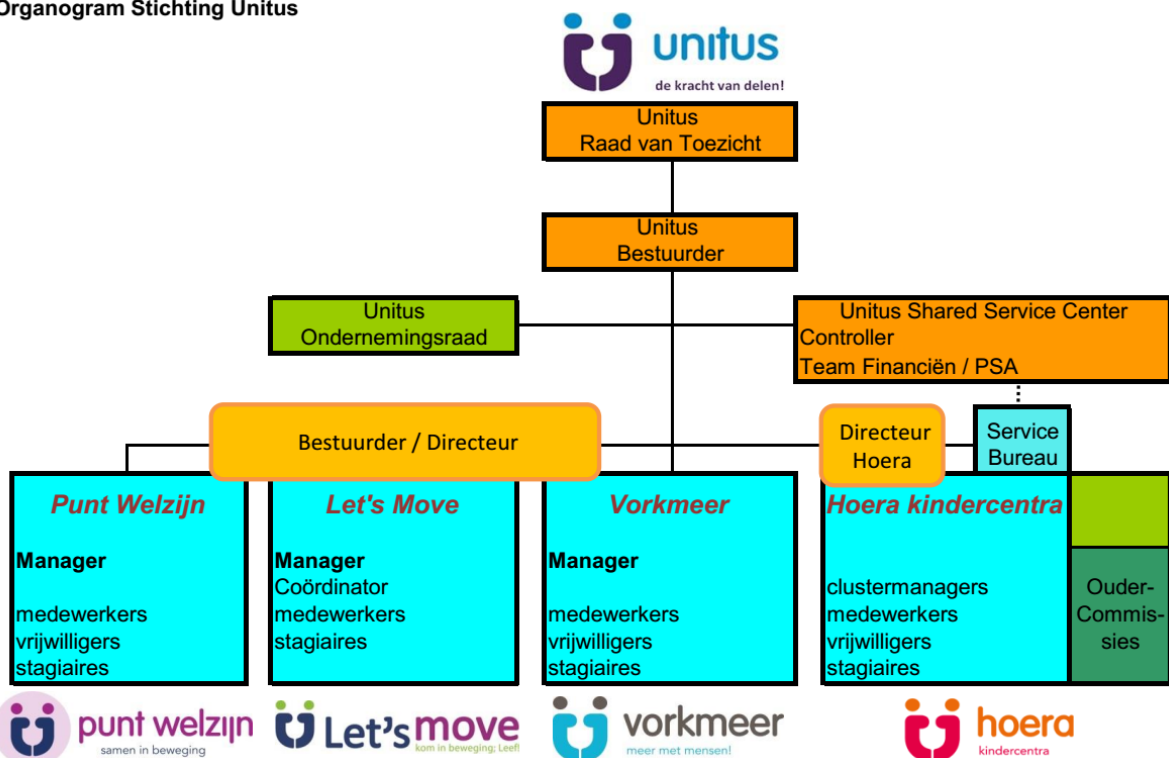 Organogram Stichting Unitus
unitus
de kracht van delen!
Unitus
Raad van Toezicht
Unitus
Bestuurder
Unitus
Ondernemingsraad
Unitus Shared Service Center
Controller
Team Financiën / PSA
Bestuurder / Directeur
Directeur
Hoera
Service
Bureau
Punt Welzijn
Manager
medewerkers
vrijwilligers
stagiaires
Let's Move
Manager
Coördinator
medewerkers
stagiaires
Vorkmeer
Manager
medewerkers
vrijwilligers
stagiaires
Hoera kindercentra
clustermanagers
medewerkers
vrijwilligers
stagiaires
Ouder-
Commis-
sies
punt welzijn
samen in beweging
Let's move
kom in beweging; Leef!
vorkmeer
meer met mensen!
hoera
kindercentra